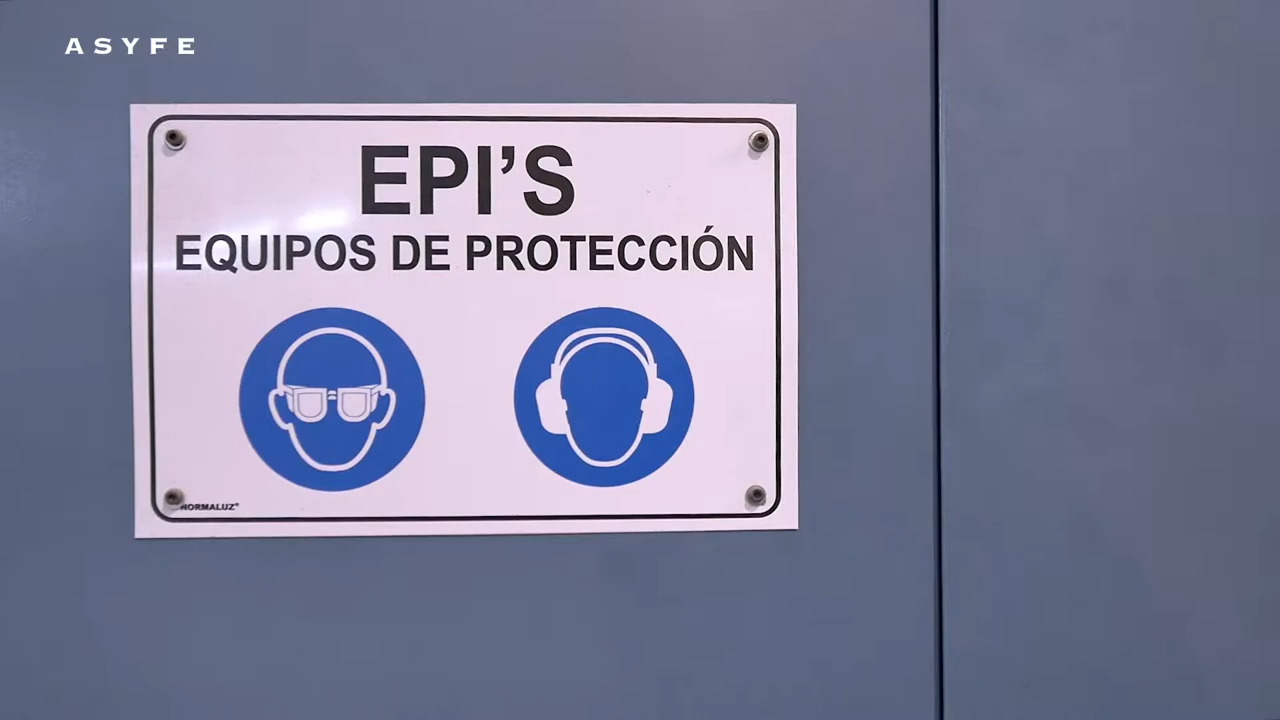 ASYFE
EPI’S
EQUIPOS DE PROTECCIÓN
NORMALUZ®